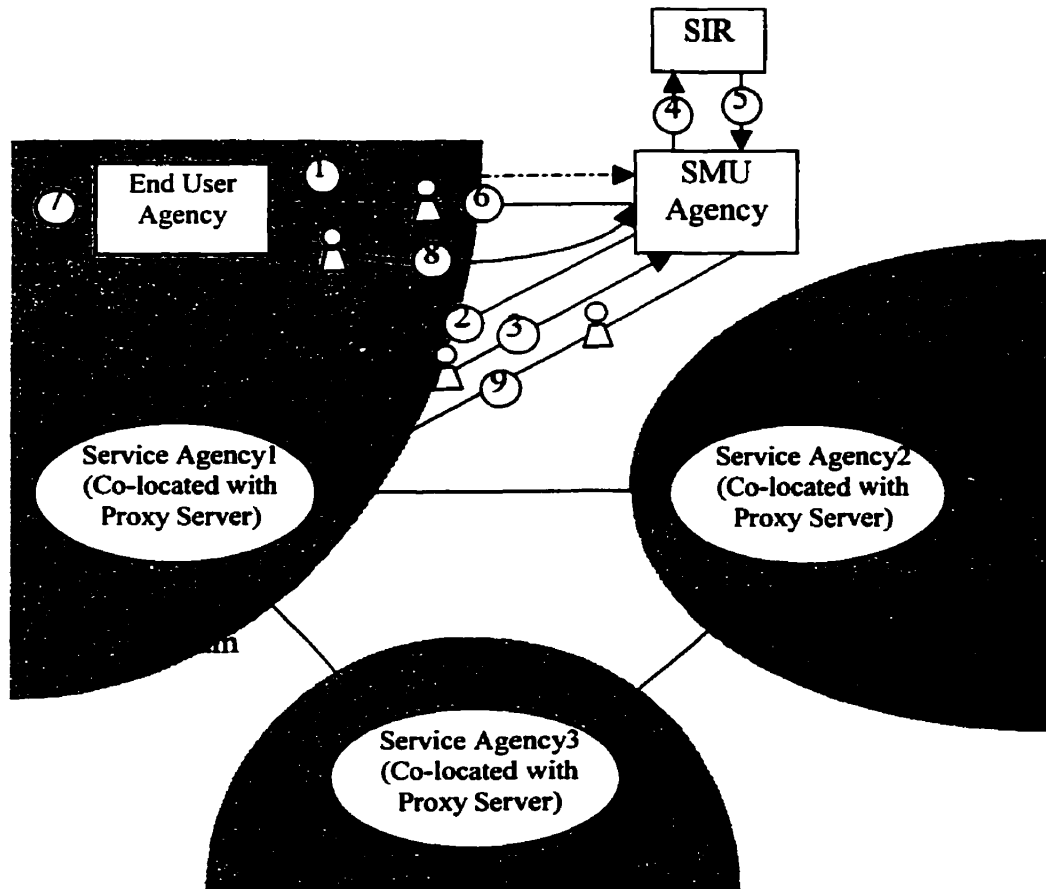 SIR
4
5
1
End User
Agency
7
6
SMU
Agency
8
2
3
9
Service Agency1
(Co-located with
Proxy Server)
Service Agency2
(Co-located with
Proxy Server)
Service Agency3
(Co-located with
Proxy Server)